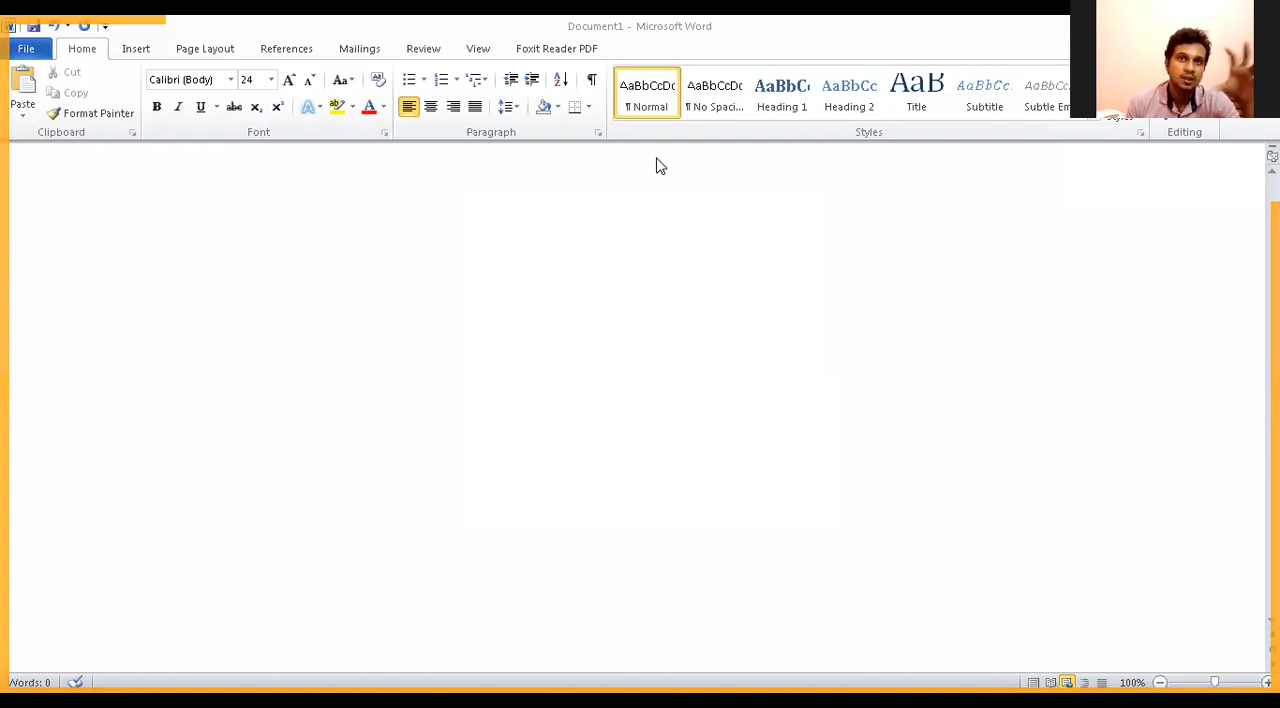 Document1 - Microsoft Word
File Home Insert Page Layout References Mailings Review View Foxit Reader PDF
Paste
Cut
Copy
Format Painter
Clipboard
Calibri (Body) 24
Font
Paragraph
AaBbCcDc AaBbCcDc AaBbC AaBbCc AaB AaBbCc. AaBbCc
¶ Normal ¶ No Spaci... Heading 1 Heading 2 Title Subtitle Subtle Em
Styles
Editing
Words: 0
100%